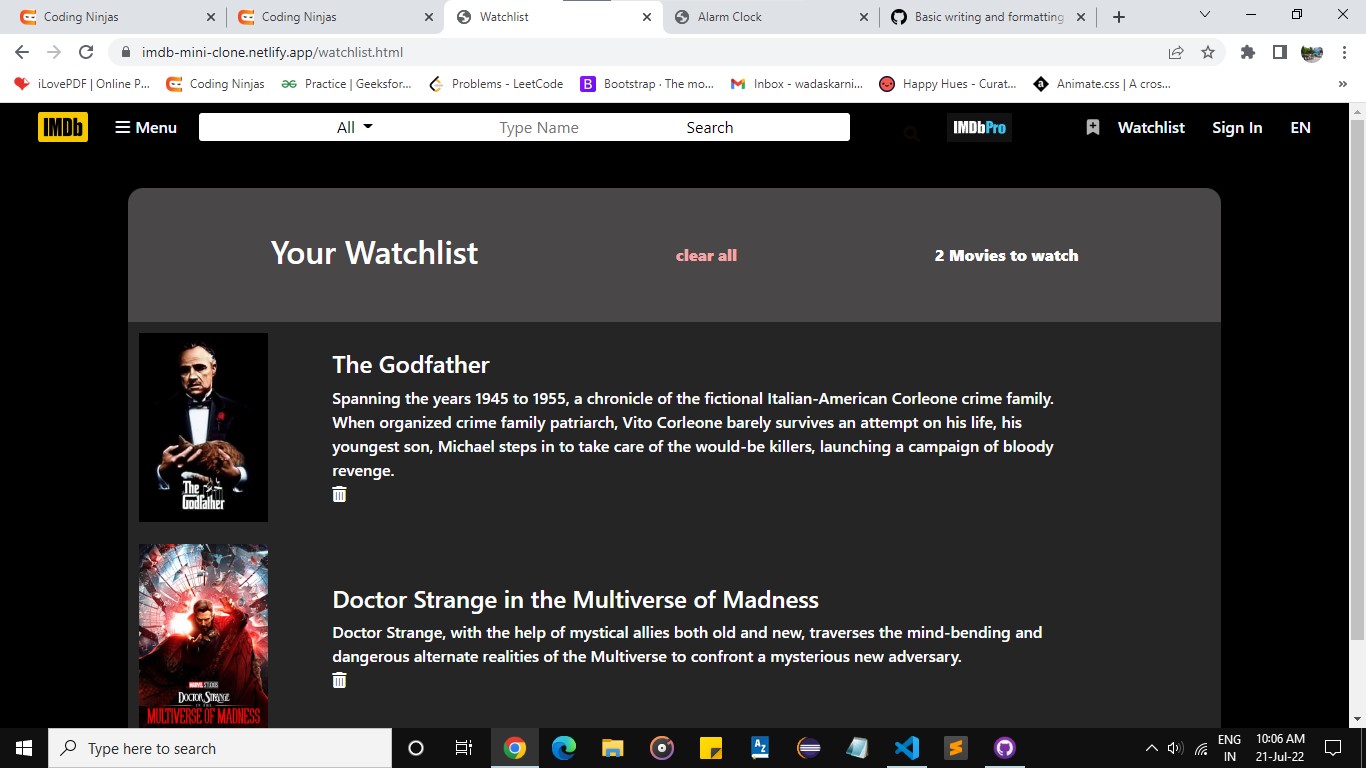 Coding Ninjas
Coding Ninjas
Watchlist
Alarm Clock
Basic writing and formatting
imdb-mini-clone.netlify.app/watchlist.html
iLovePDF | Online P...
Coding Ninjas
Practice | Geeksfor...
Problems - LeetCode
B
Bootstrap · The mo...
Inbox - wadaskarni...
Happy Hues - Curat...
a
Animate.css | A cros...
»
IMDb
Menu
All
Type Name
Search
IMDbPro
Watchlist
Sign In
EN
Your Watchlist
clear all
2 Movies to watch
The Godfather
The Godfather
Spanning the years 1945 to 1955, a chronicle of the fictional Italian-American Corleone crime family.
When organized crime family patriarch, Vito Corleone barely survives an attempt on his life, his
youngest son, Michael steps in to take care of the would-be killers, launching a campaign of bloody
revenge.
MARVEL STUDIOS
DOCTOR STRANGE
IN THE
MULTIVERSE OF MADNESS
Doctor Strange in the Multiverse of Madness
Doctor Strange, with the help of mystical allies both old and new, traverses the mind-bending and
dangerous alternate realities of the Multiverse to confront a mysterious new adversary.
Type here to search
A Z
ENG
IN
10:06 AM
21-Jul-22